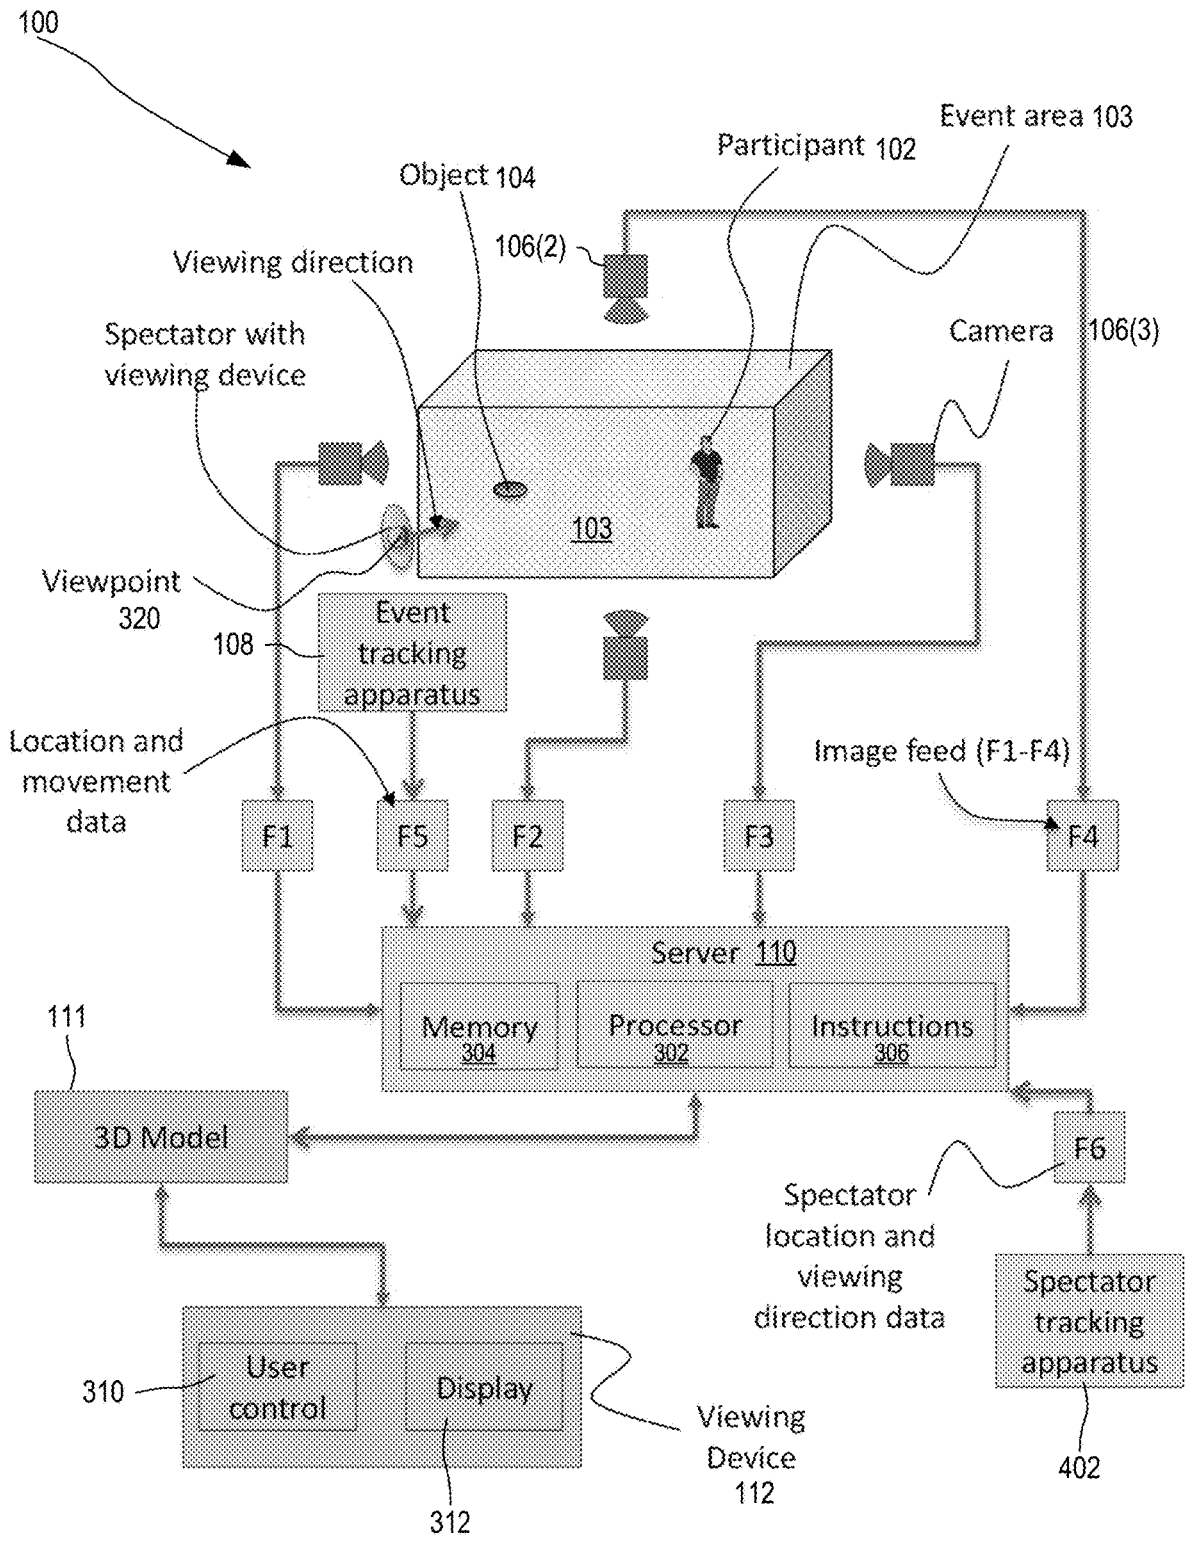 100
Event area 103
Participant 102
Object 104
106(2)
Viewing direction
Spectator with
viewing device
Camera 106(3)
103
Viewpoint
320
108
Event
tracking
apparatus
Location and
movement
data
Image feed (F1-F4)
F1
F5
F2
F3
F4
Server 110
Memory
304
Processor
302
Instructions
306
111
3D Model
F6
Spectator
location and
viewing
direction data
Spectator
tracking
apparatus
402
310
User
control
Display
312
Viewing
Device
112